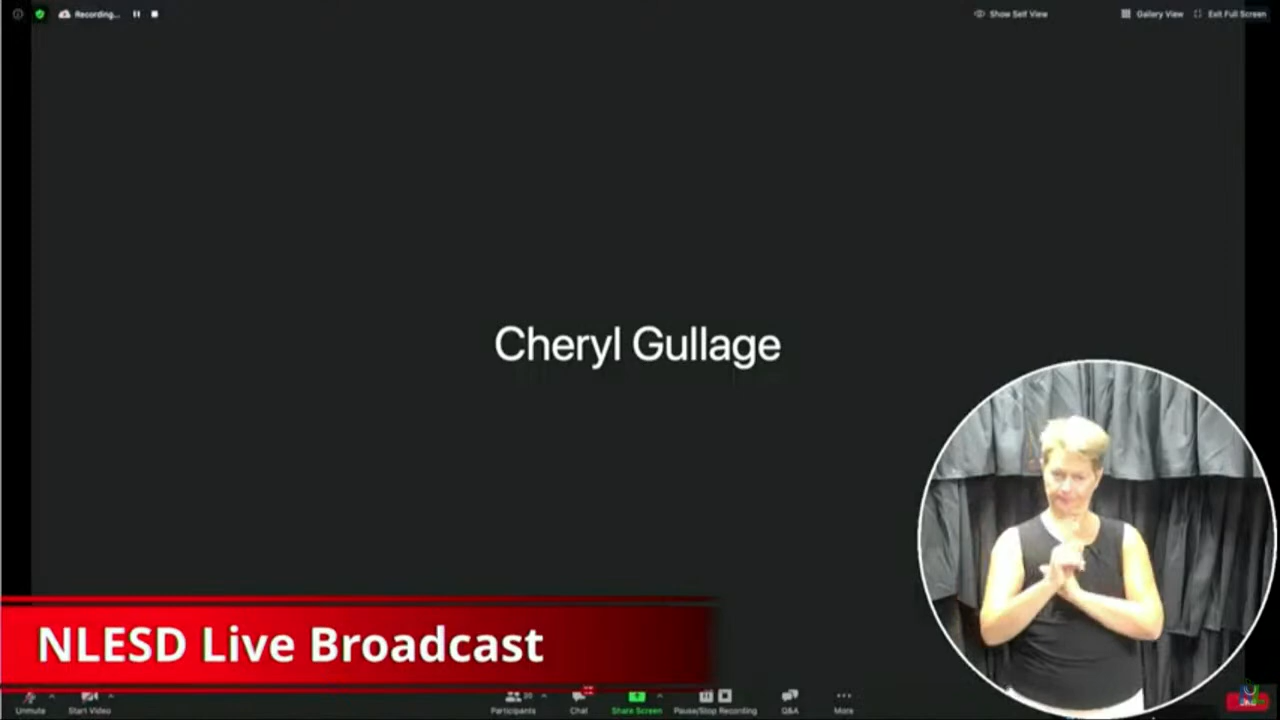 Recording...
Show Self View
Gallery View
Exit Full Screen
Cheryl Gullage
NLESD Live Broadcast
Unmute
Start Video
Participants
Chat
Share Screen
Pause/Stop Recording
Q&A
More